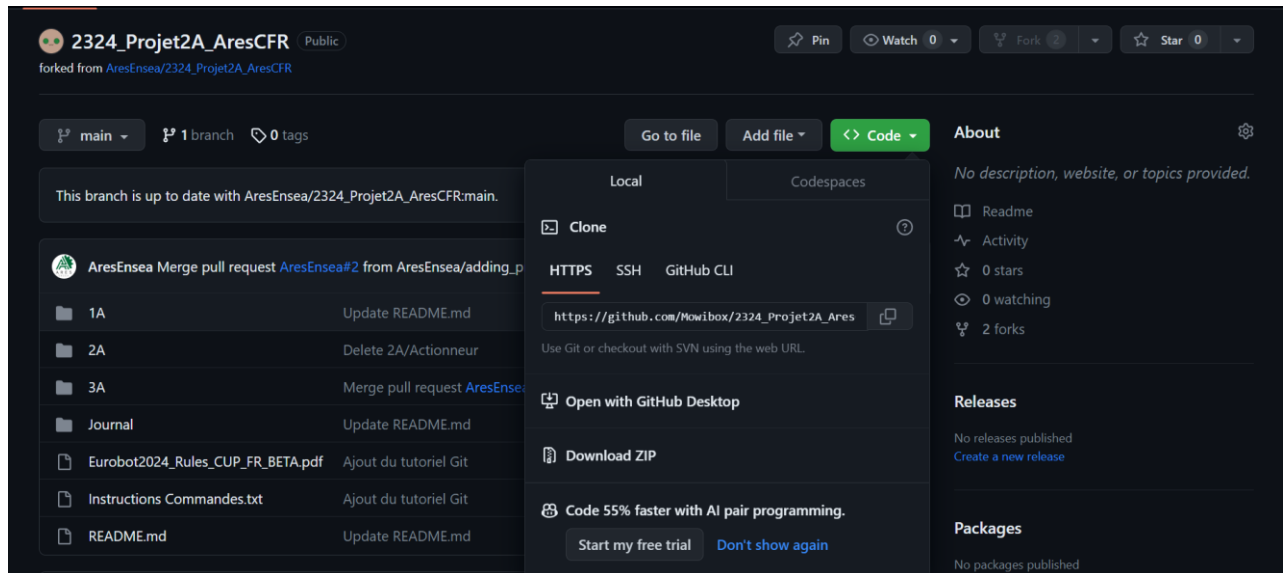 2324_Projet2A_AresCFR Public
Pin
Watch 0
Fork 2
Star 0
forked from AresEnsea/2324_Projet2A_AresCFR
main
1 branch
0 tags
Go to file
Add file
<> Code
This branch is up to date with AresEnsea/2324_Projet2A_AresCFR:main.
AresEnsea Merge pull request AresEnsea#2 from AresEnsea/adding_p
1A Update README.md
2A Delete 2A/Actionneur
3A Merge pull request AresEnsea
Journal Update README.md
Eurobot2024_Rules_CUP_FR_BETA.pdf Ajout du tutoriel Git
Instructions Commandes.txt Ajout du tutoriel Git
README.md Update README.md
Local
Codespaces
Clone
HTTPS SSH GitHub CLI
https://github.com/Mowibox/2324_Projet2A_Ares
Use Git or checkout with SVN using the web URL.
Open with GitHub Desktop
Download ZIP
Code 55% faster with AI pair programming.
Start my free trial
Don't show again
About
No description, website, or topics provided.
Readme
Activity
0 stars
0 watching
2 forks
Releases
No releases published
Create a new release
Packages
No packages published